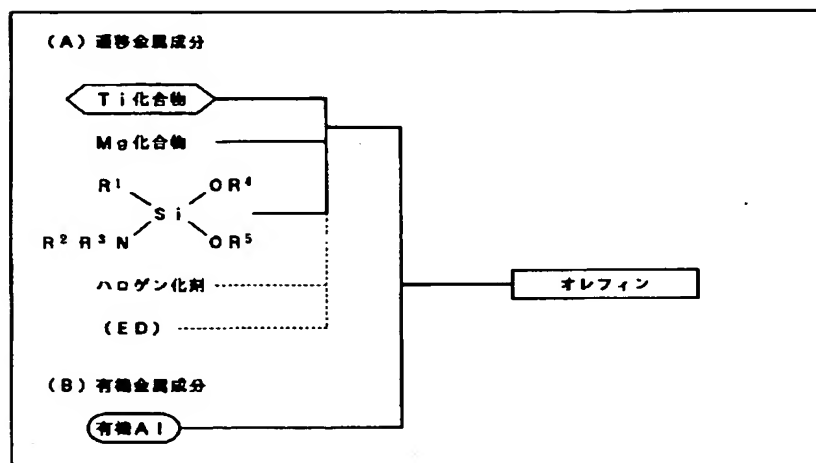 (A) 遷移金属成分
Ti化合物
Mg化合物
R¹ OR⁴
Si
R² R³ N OR⁵
ハロゲン化剤
(ED)
オレフィン
(B) 有機金属成分
有機Al